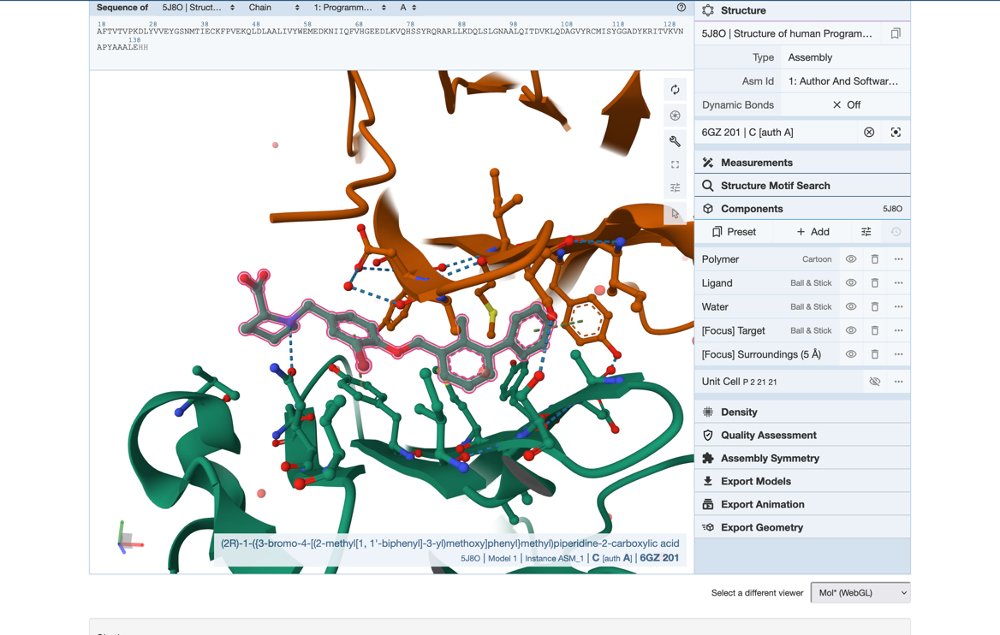 Sequence of 5J8O | Struct... Chain 1: Programm... A
18 28 38 48 58 68 78 88 98 108 118 128
AFTVTVPKDLYVVEYGSNMTIECKFPVEKQLDLAALIVYWEMEDKNIIQFVHGEEDLKVQHSSYRQRARLLKDQLSLGNAALQITDVKLQDAGVYRCMISYGGADYKRITVKVN
138
APYAAALEHH
Structure
5J8O | Structure of human Program...
Type Assembly
Asm Id 1: Author And Softwar...
Dynamic Bonds Off
6GZ 201 | C [auth A]
Measurements
Structure Motif Search
Components 5J8O
Preset Add
Polymer Cartoon
Ligand Ball & Stick
Water Ball & Stick
[Focus] Target Ball & Stick
[Focus] Surroundings (5 Å)
Unit Cell P 2 21 21
Density
Quality Assessment
Assembly Symmetry
Export Models
Export Animation
Export Geometry
(2R)-1-({3-bromo-4-[(2-methyl[1, 1'-biphenyl]-3-yl)methoxy]phenyl}methyl)piperidine-2-carboxylic acid
5J8O | Model 1 | Instance ASM_1 | C [auth A] | 6GZ 201
Select a different viewer Mol* (WebGL)